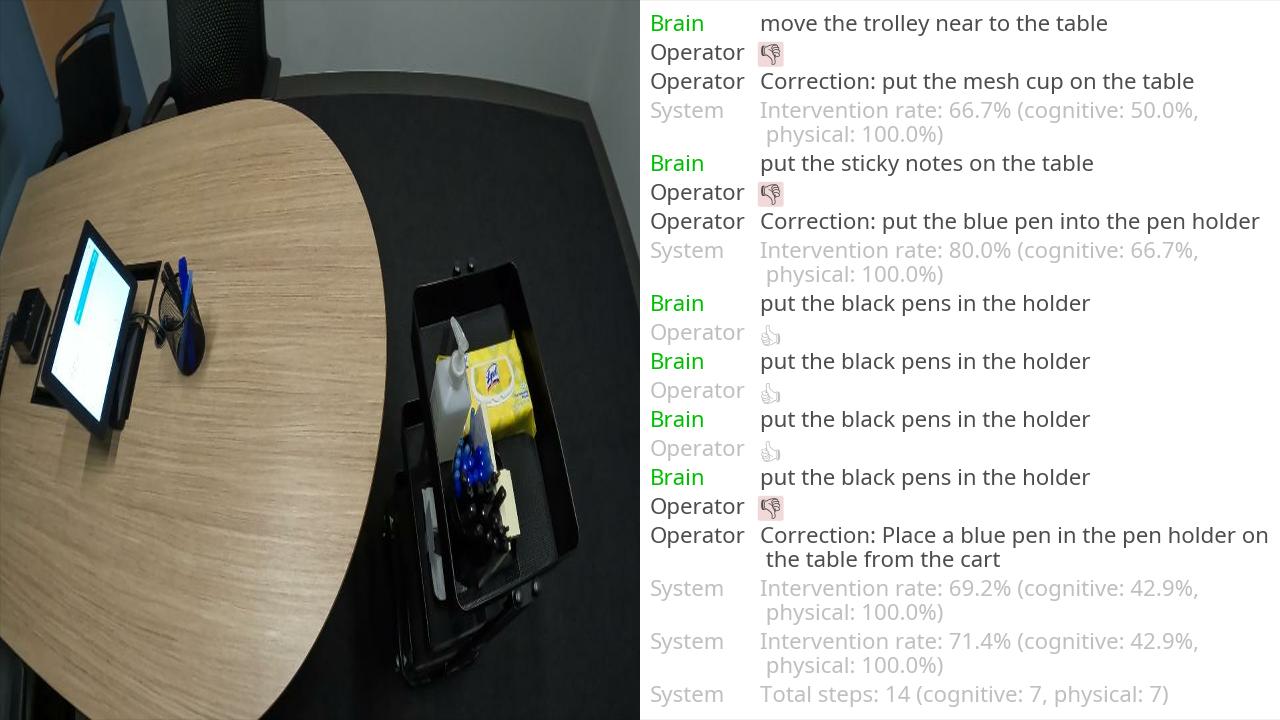 Brain move the trolley near to the table
Operator 👎
Operator Correction: put the mesh cup on the table
System Intervention rate: 66.7% (cognitive: 50.0%,
physical: 100.0%)
Brain put the sticky notes on the table
Operator 👎
Operator Correction: put the blue pen into the pen holder
System Intervention rate: 80.0% (cognitive: 66.7%,
physical: 100.0%)
Brain put the black pens in the holder
Operator 👍
Brain put the black pens in the holder
Operator 👍
Brain put the black pens in the holder
Operator 👍
Brain put the black pens in the holder
Operator 👎
Operator Correction: Place a blue pen in the pen holder on
the table from the cart
System Intervention rate: 69.2% (cognitive: 42.9%,
physical: 100.0%)
System Intervention rate: 71.4% (cognitive: 42.9%,
physical: 100.0%)
System Total steps: 14 (cognitive: 7, physical: 7)